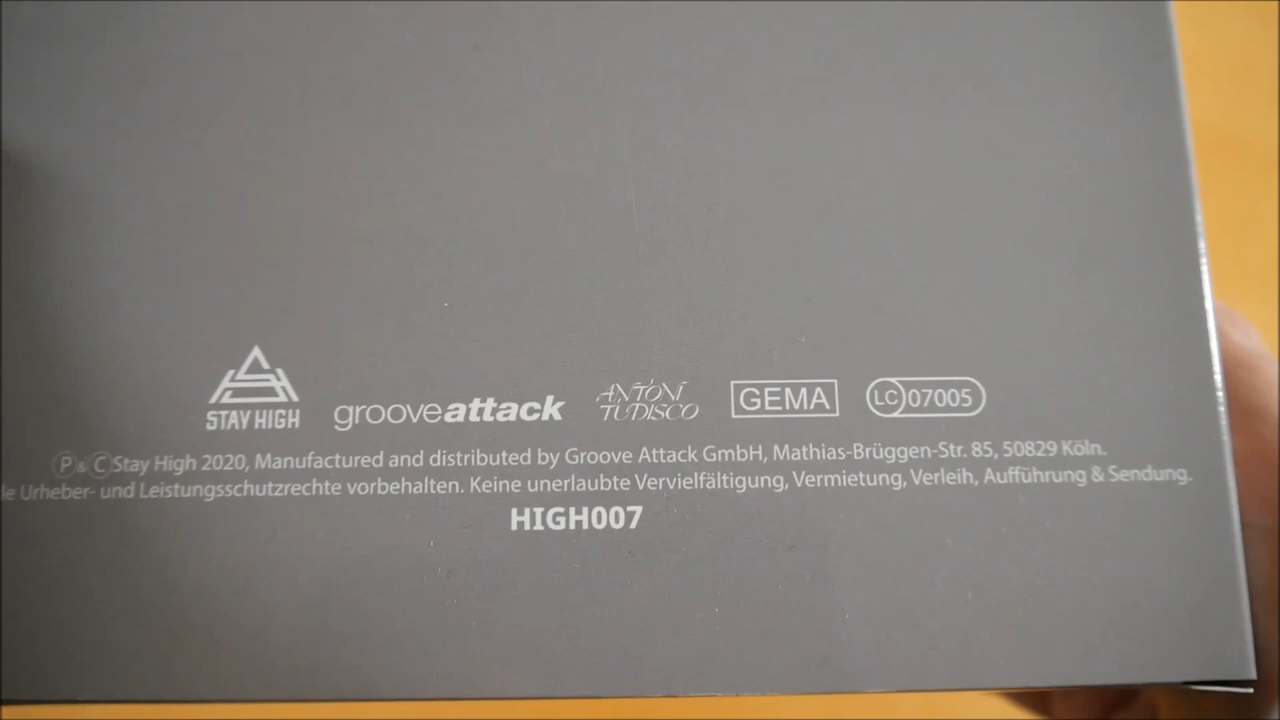 STAY HIGH
grooveattack
ANTONI
TUDISCO
GEMA
LC 07005
Ⓟ & Ⓒ Stay High 2020, Manufactured and distributed by Groove Attack GmbH, Mathias-Brüggen-Str. 85, 50829 Köln.
Urheber- und Leistungsschutzrechte vorbehalten. Keine unerlaubte Vervielfältigung, Vermietung, Verleih, Aufführung & Sendung.
HIGH007